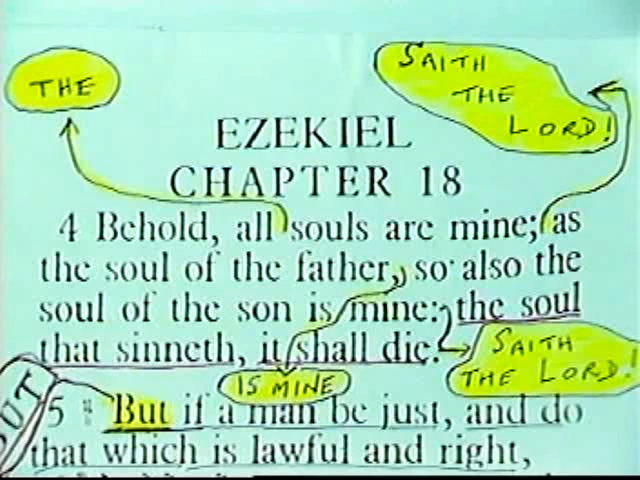 THE
SAITH
THE
LORD!
EZEKIEL
CHAPTER 18
4 Behold, all souls are mine; as
the soul of the father, so also the
soul of the son is mine: the soul
that sinneth, it shall die.
SAITH
THE LORD!
IS MINE
BUT
5 ¶ But if a man be just, and do
that which is lawful and right,